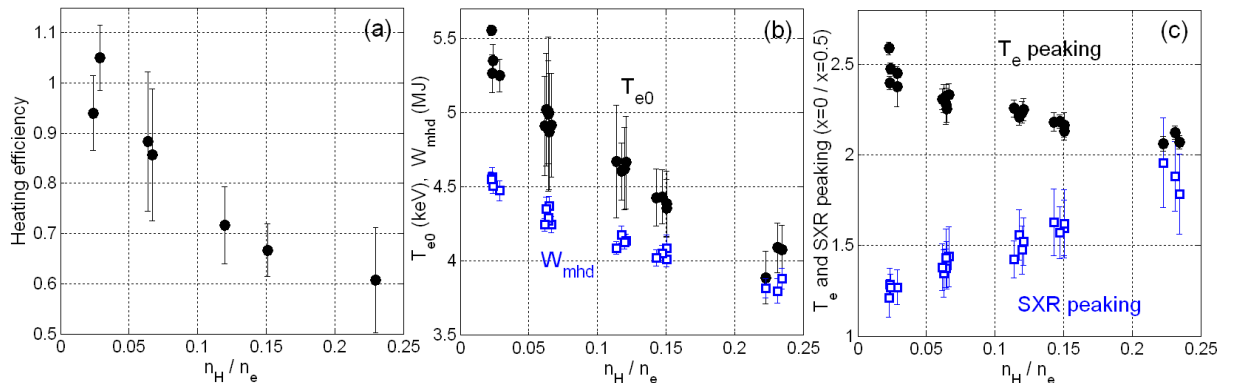 (a)
Heating efficiency
1.1
1
0.9
0.8
0.7
0.6
0.5
0
0.05
0.1
0.15
0.2
0.25
n_H / n_e
(b)
T_e0 (keV), W_mhd (MJ)
5.5
5
4.5
4
3.5
T_e0
W_mhd
0
0.05
0.10
0.15
0.2
0.25
n_H / n_e
(c)
T_e and SXR peaking (x=0 / x=0.5)
2.5
2
1.5
1
T_e peaking
SXR peaking
0
0.05
0.1
0.15
0.2
0.25
n_H / n_e